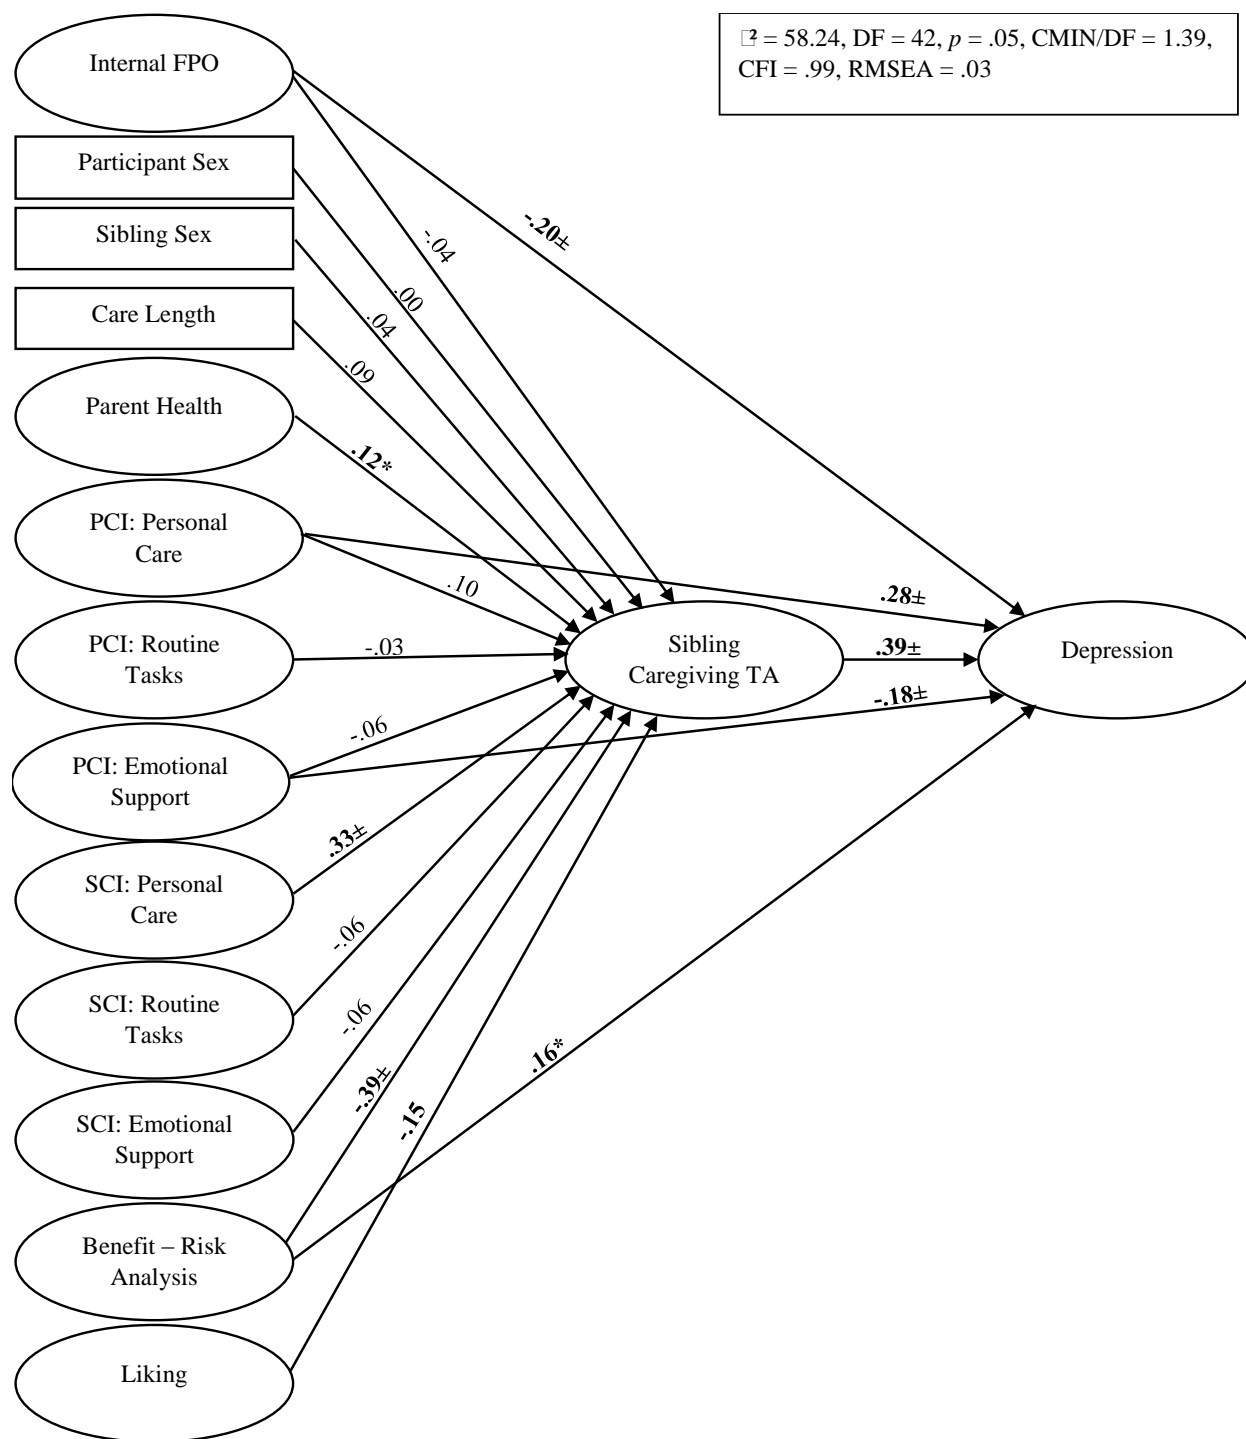 Internal FPO
² = 58.24, DF = 42, p = .05, CMIN/DF = 1.39,
CFI = .99, RMSEA = .03
Participant Sex
Sibling Sex
Care Length
Parent Health
PCI: Personal
Care
PCI: Routine
Tasks
PCI: Emotional
Support
SCI: Personal
Care
SCI: Routine
Tasks
SCI: Emotional
Support
Benefit – Risk
Analysis
Liking
-.04
.00
.04
.09
.12*
.10
-.03
-.06
.33±
-.06
-.06
-.39±
-.15
Sibling
Caregiving TA
-.20±
.28±
.39±
-.18±
.16*
Depression